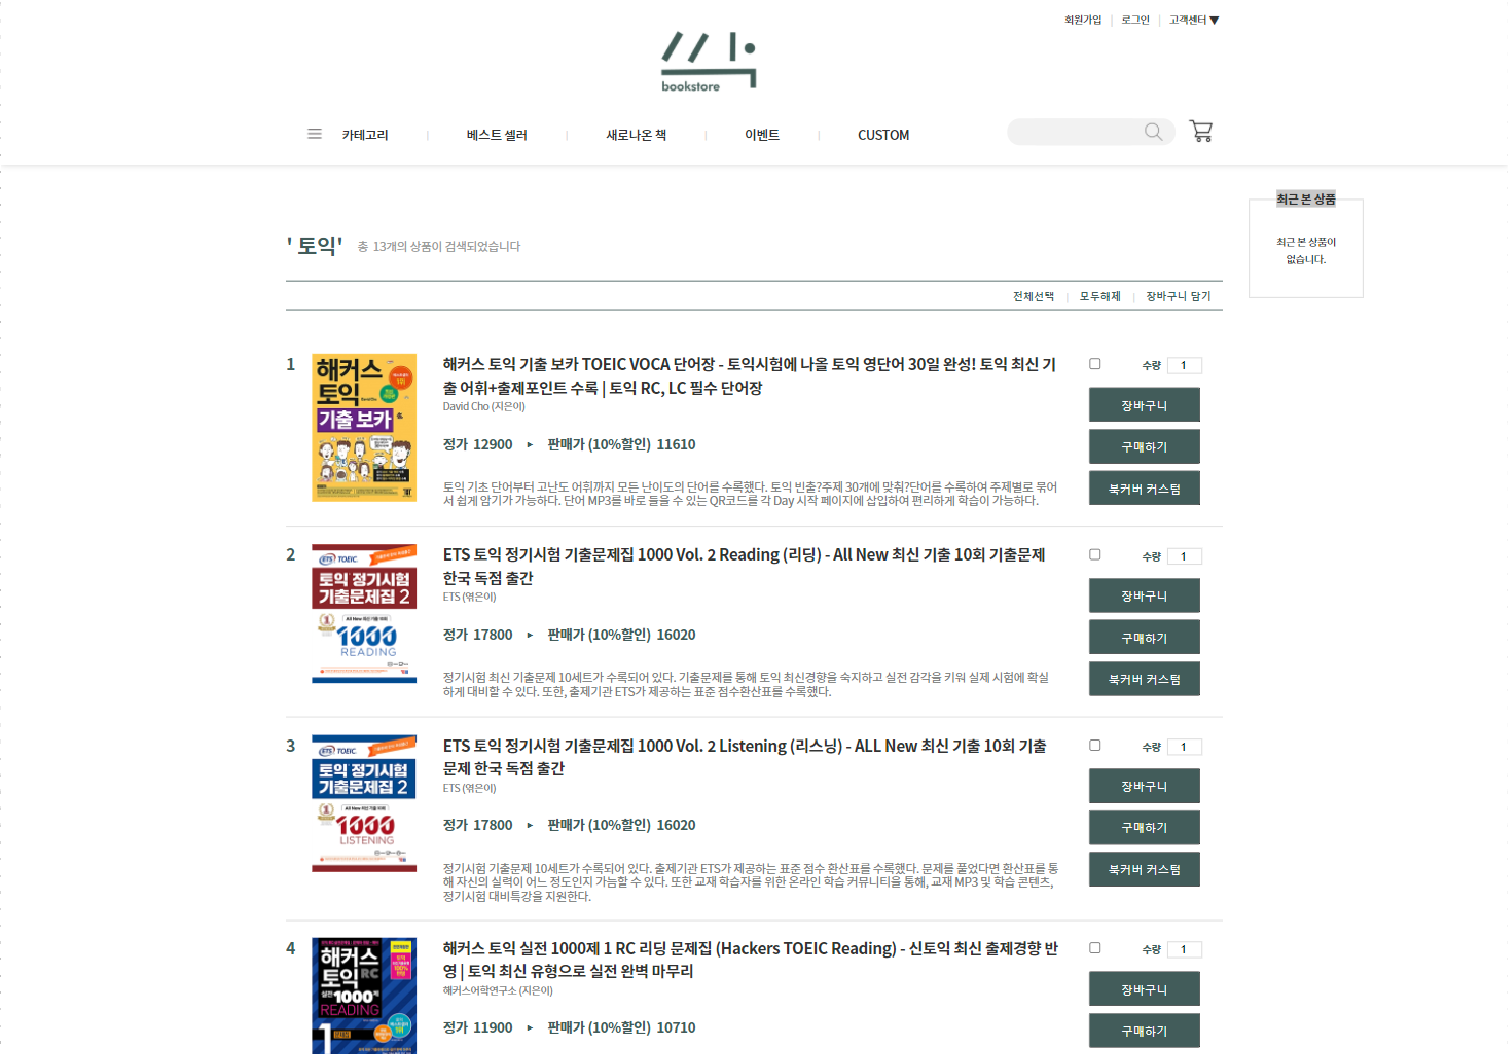 회원가입 로그인 고객센터▼
bookstore
카테고리 베스트 셀러 새로나온 책 이벤트 CUSTOM
최근 본 상품
최근 본 상품이
없습니다.
' 토익' 총 13개의 상품이 검색되었습니다
전체선택 모두해제 장바구니 담기
1
해커스
토익
기출 보카
해커스 토익 기출 보카 TOEIC VOCA 단어장 - 토익시험에 나올 토익 영단어 30일 완성! 토익 최신 기
출 어휘+출제포인트 수록 | 토익 RC, LC 필수 단어장
David Cho (지은이)
정가 12900 ▸ 판매가 (10%할인) 11610
토익 기초 단어부터 고난도 어휘까지 모든 난이도의 단어를 수록했다. 토익 빈출?주제 30개에 맞춰?단어를 수록하여 주제별로 묶어
서 쉽게 암기가 가능하다. 단어 MP3를 바로 들을 수 있는 QR코드를 각 Day 시작 페이지에 삽입하여 편리하게 학습이 가능하다.
수량 1
장바구니
구매하기
북커버 커스텀
2
ETS TOEIC
토익 정기시험
기출문제집 2
1000
READING
ETS 토익 정기시험 기출문제집 1000 Vol. 2 Reading (리딩) - All New 최신 기출 10회 기출문제
한국 독점 출간
ETS (엮은이)
정가 17800 ▸ 판매가 (10%할인) 16020
정기시험 최신 기출문제 10세트가 수록되어 있다. 기출문제를 통해 토익 최신경향을 숙지하고 실전 감각을 키워 실제 시험에 확실
하게 대비할 수 있다. 또한, 출제기관 ETS가 제공하는 표준 점수환산표를 수록했다.
수량 1
장바구니
구매하기
북커버 커스텀
3
ETS TOEIC
토익 정기시험
기출문제집 2
1000
LISTENING
ETS 토익 정기시험 기출문제집 1000 Vol. 2 Listening (리스닝) - ALL New 최신 기출 10회 기출
문제 한국 독점 출간
ETS (엮은이)
정가 17800 ▸ 판매가 (10%할인) 16020
정기시험 기출문제 10세트가 수록되어 있다. 출제기관 ETS가 제공하는 표준 점수 환산표를 수록했다. 문제를 풀었다면 환산표를 통
해 자신의 실력이 어느 정도인지 가늠할 수 있다. 또한 교재 학습자를 위한 온라인 학습 커뮤니티을 통해, 교재 MP3 및 학습 콘텐츠,
정기시험 대비특강을 지원한다.
수량 1
장바구니
구매하기
북커버 커스텀
4
해커스
토익 RC
실전 1000제
READING
1
해커스 토익 실전 1000제 1 RC 리딩 문제집 (Hackers TOEIC Reading) - 신토익 최신 출제경향 반
영 | 토익 최신 유형으로 실전 완벽 마무리
해커스어학연구소 (지은이)
정가 11900 ▸ 판매가 (10%할인) 10710
수량 1
장바구니
구매하기